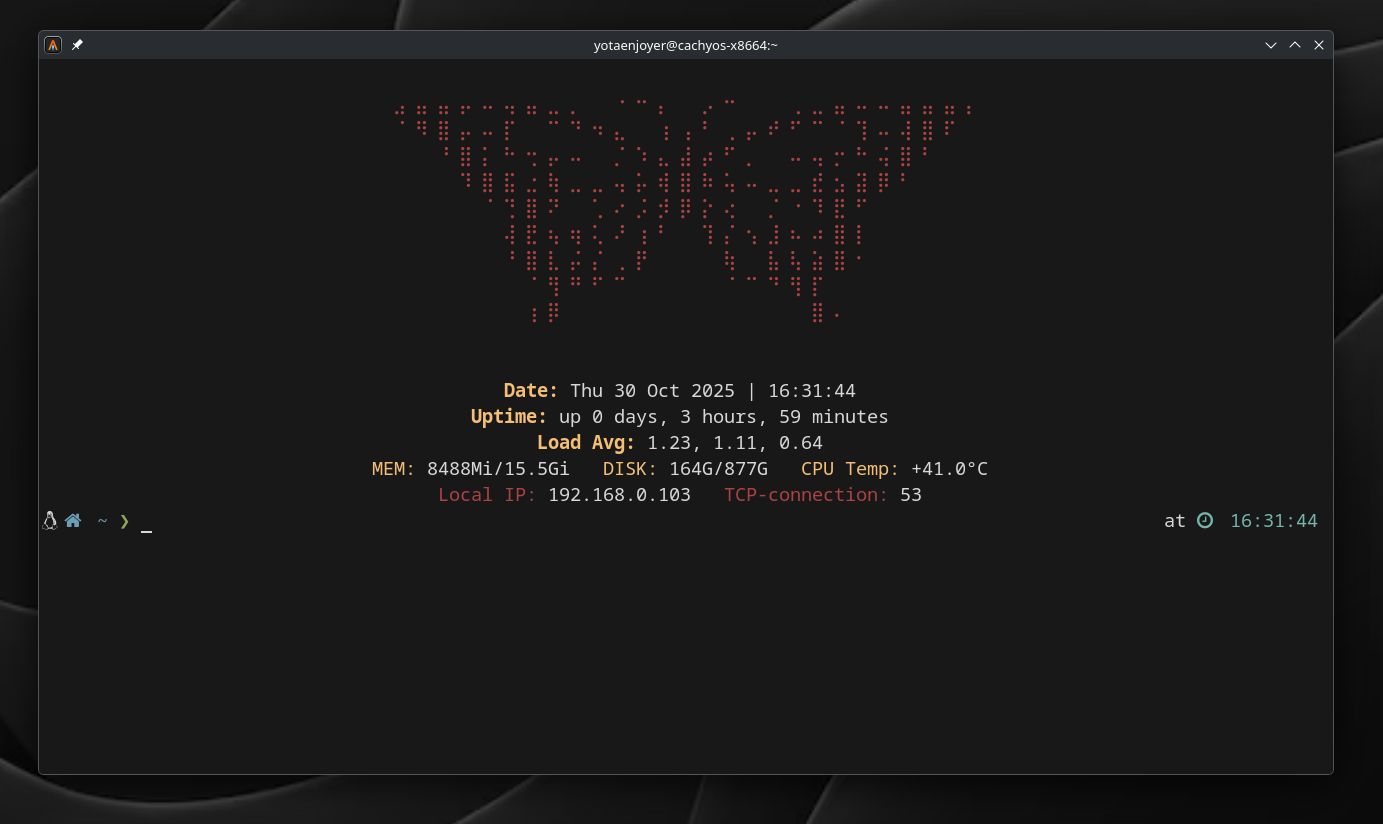 yotaenjoyer@cachyos-x8664:~
Date: Thu 30 Oct 2025 | 16:31:44
Uptime: up 0 days, 3 hours, 59 minutes
Load Avg: 1.23, 1.11, 0.64
MEM: 8488Mi/15.5Gi   DISK: 164G/877G   CPU Temp: +41.0°C
Local IP: 192.168.0.103   TCP-connection: 53
~ ❯ _ at 16:31:44